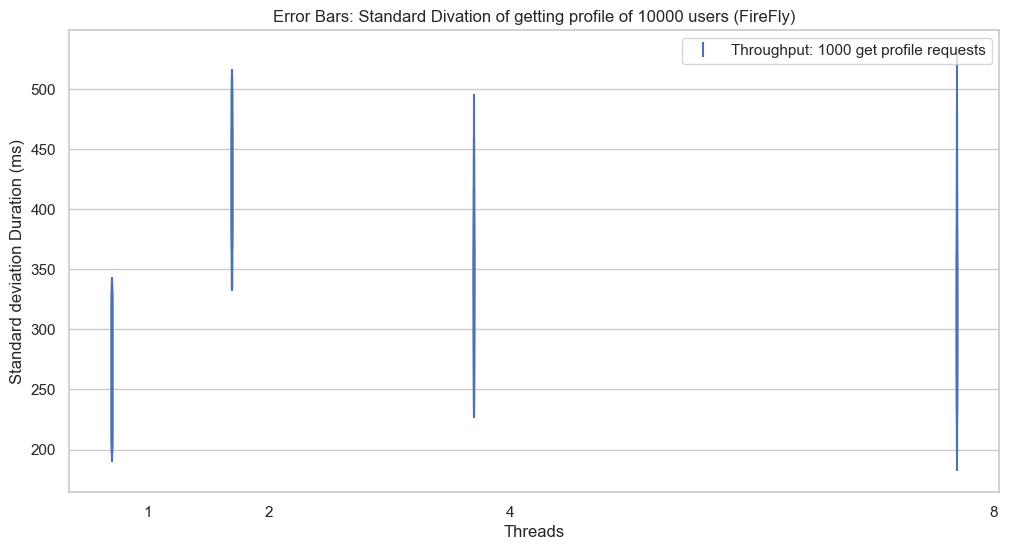 Error Bars: Standard Divation of getting profile of 10000 users (FireFly)
Throughput: 1000 get profile requests
Standard deviation Duration (ms)
500
450
400
350
300
250
200
1 2 4 8
Threads